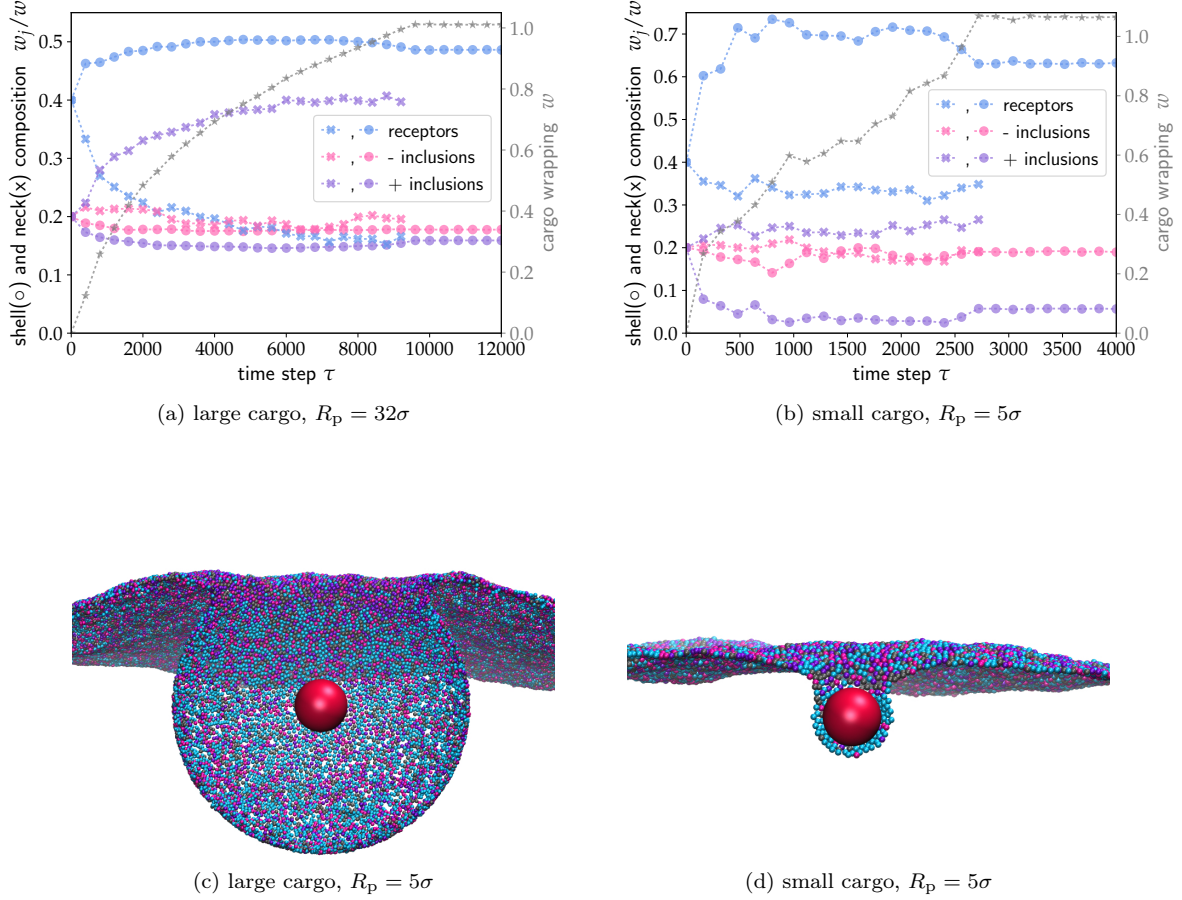 shell(○) and neck(×) composition w_j/w
0.0
0.1
0.2
0.3
0.4
0.5
0 2000 4000 6000 8000 10000 12000
time step τ
0.0
0.2
0.4
0.6
0.8
1.0
cargo wrapping w
, receptors
, - inclusions
, + inclusions
(a) large cargo, R_p = 32σ
shell(○) and neck(×) composition w_j/w
0.0
0.1
0.2
0.3
0.4
0.5
0.6
0.7
0 500 1000 1500 2000 2500 3000 3500 4000
time step τ
0.0
0.2
0.4
0.6
0.8
1.0
cargo wrapping w
, receptors
, - inclusions
, + inclusions
(b) small cargo, R_p = 5σ
(c) large cargo, R_p = 5σ
(d) small cargo, R_p = 5σ